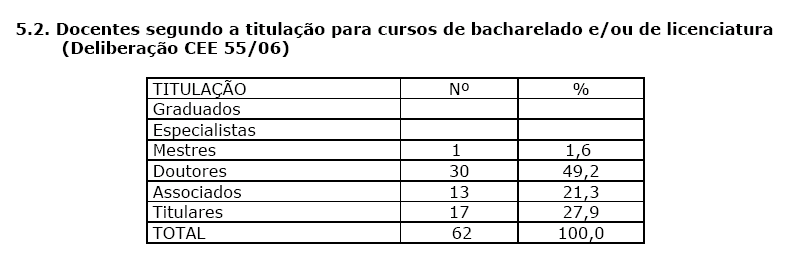 5.2. Docentes segundo a titulação para cursos de bacharelado e/ou de licenciatura
(Deliberação CEE 55/06)
TITULAÇÃO Nº %
Graduados
Especialistas
Mestres 1 1,6
Doutores 30 49,2
Associados 13 21,3
Titulares 17 27,9
TOTAL 62 100,0